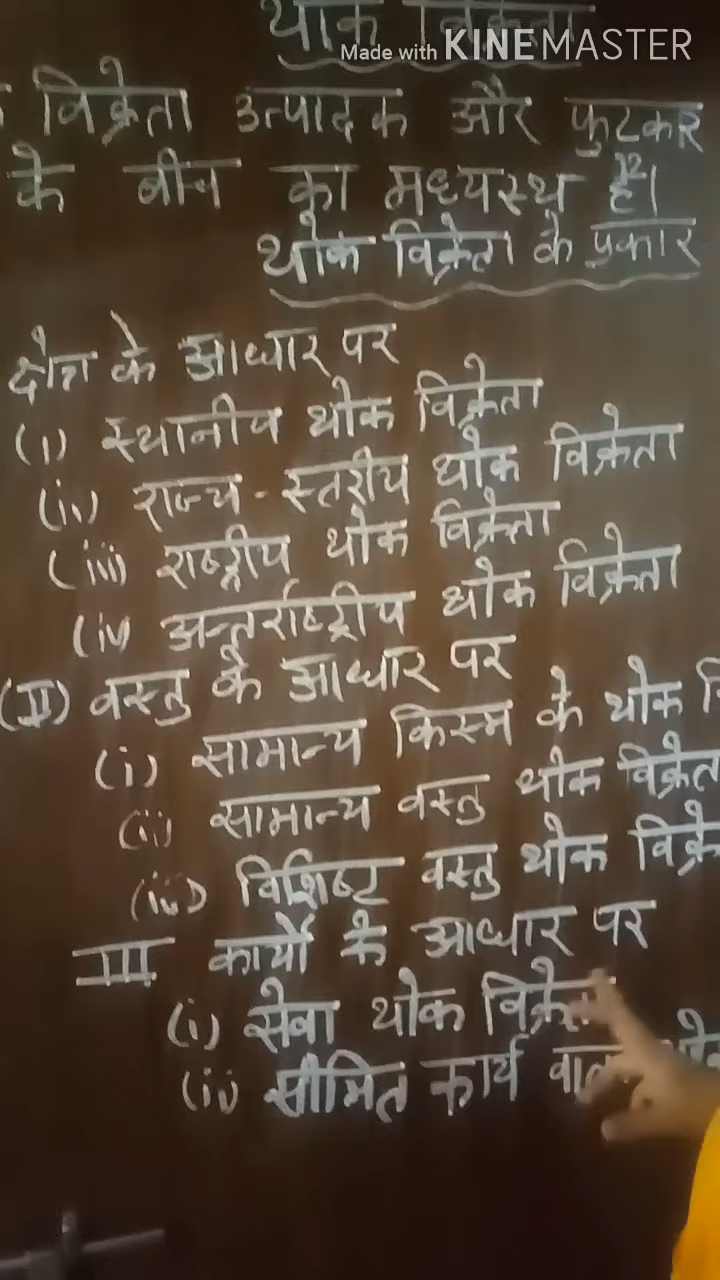 थोक विक्रेता
Made with KINEMASTER
विक्रेता उत्पादक और फुटकर
के बीच का मध्यस्थ है।
थोक विक्रेता के प्रकार
क्षेत्र के आधार पर
(i) स्थानीय थोक विक्रेता
(ii) राज्य - स्तरीय थोक विक्रेता
(iii) राष्ट्रीय थोक विक्रेता
(iv) अन्तर्राष्ट्रीय थोक विक्रेता
(II) वस्तु के आधार पर
(i) सामान्य किस्म के थोक
(ii) सामान्य वस्तु थोक विक्रेता
(iii) विशिष्ट वस्तु थोक विक्रे
III कार्यो के आधार पर
(i) सेवा थोक विक्रेता
(ii) सीमित कार्य